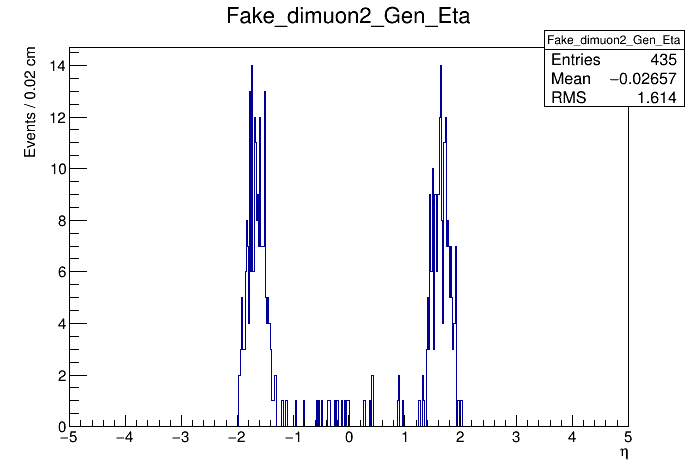 Fake_dimuon2_Gen_Eta
Fake_dimuon2_Gen_Eta
Entries 435
Mean −0.02657
RMS 1.614
Events / 0.02 cm
14
12
10
8
6
4
2
0
−5 −4 −3 −2 −1 0 1 2 3 4 5
η